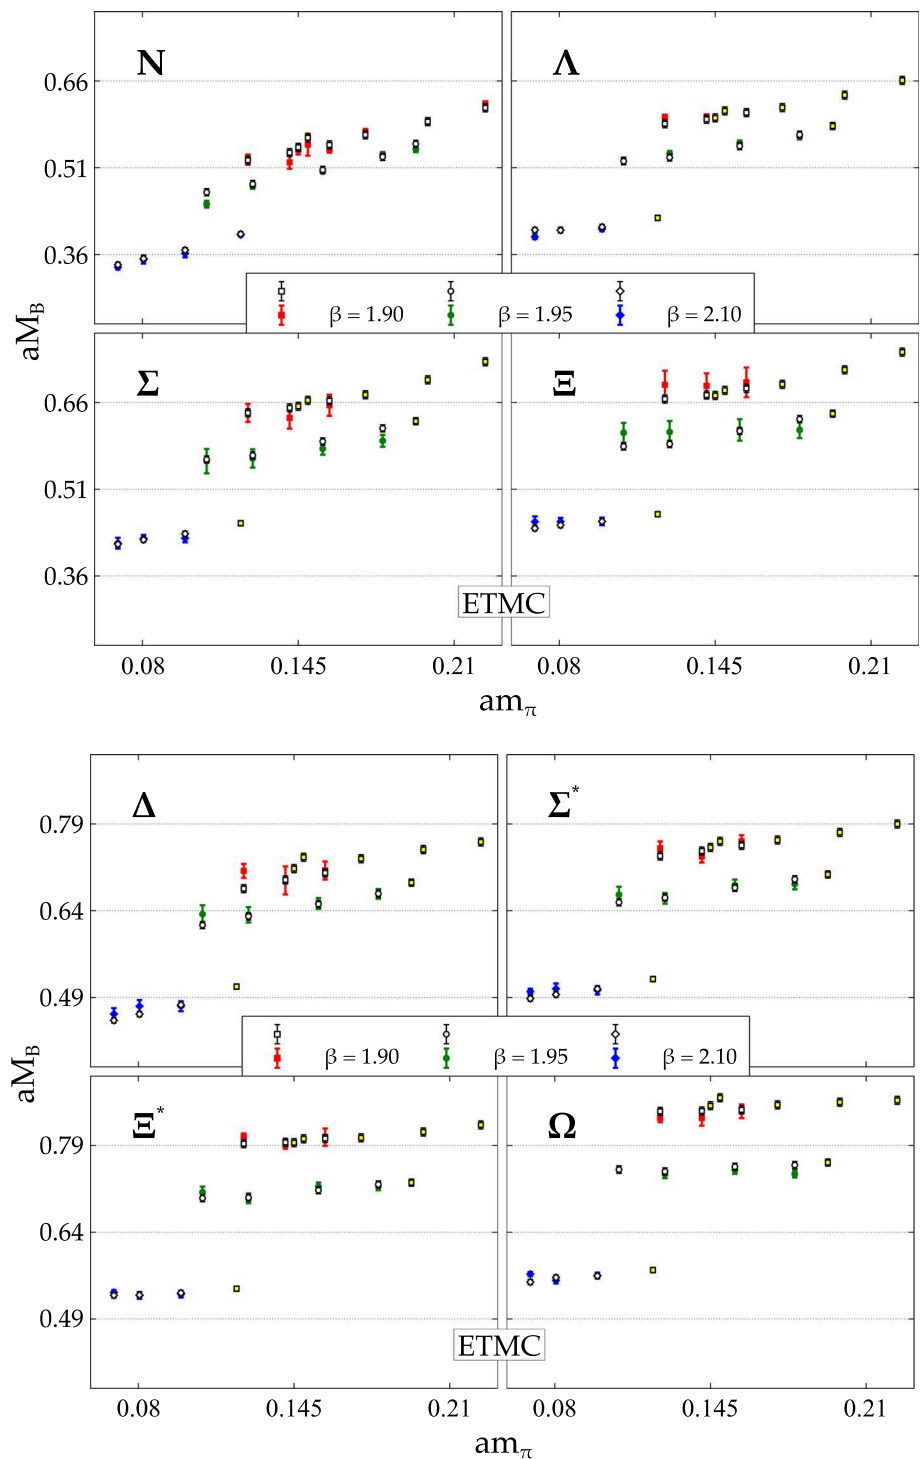 N
Λ
0.66
0.51
0.36
β = 1.90
β = 1.95
β = 2.10
aM_B
Σ
Ξ
0.66
0.51
0.36
ETMC
0.08
0.145
0.21
0.08
0.145
0.21
am_π
Δ
Σ*
0.79
0.64
0.49
β = 1.90
β = 1.95
β = 2.10
aM_B
Ξ*
Ω
0.79
0.64
0.49
ETMC
0.08
0.145
0.21
0.08
0.145
0.21
am_π